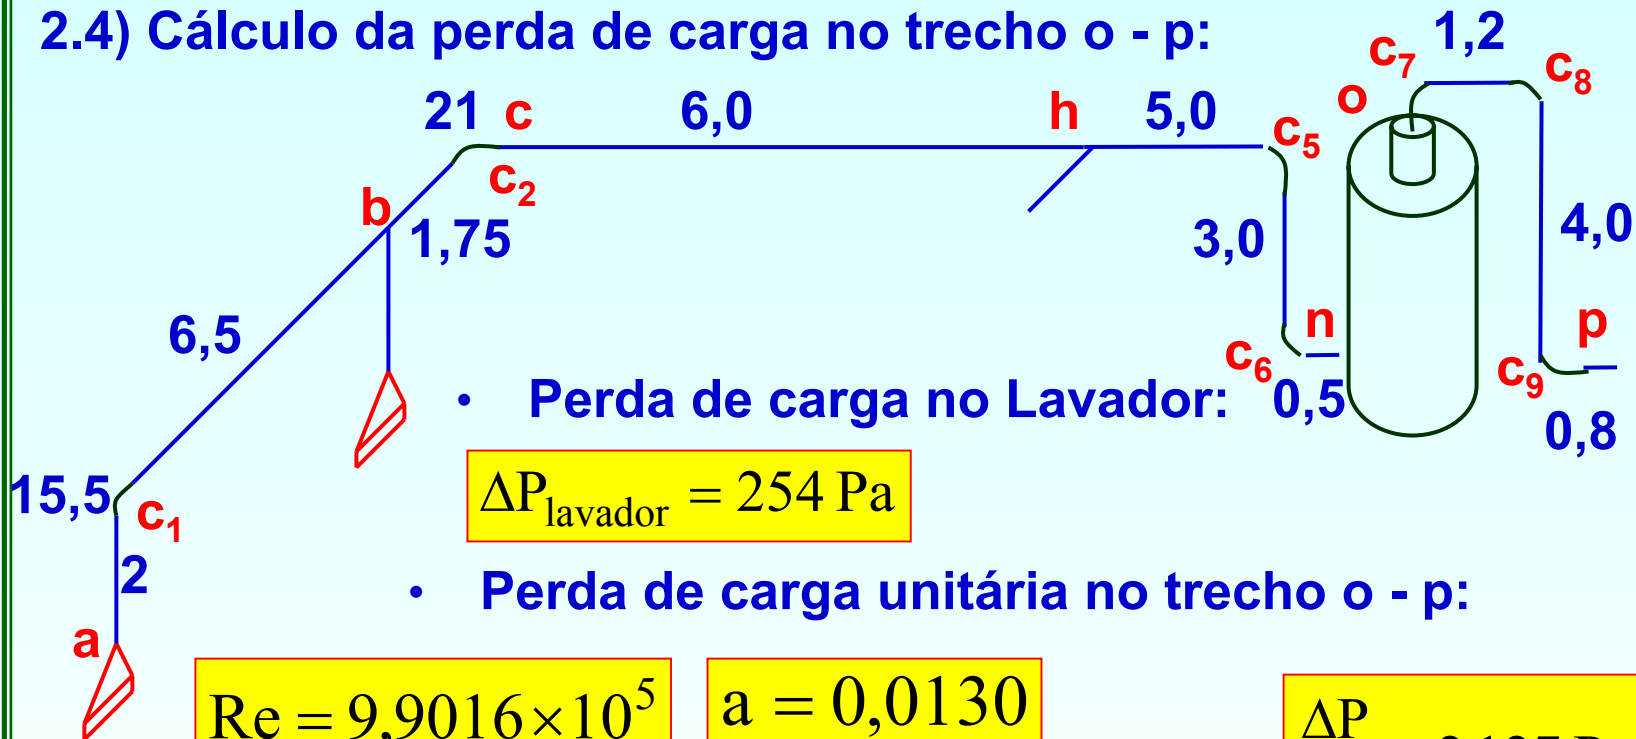 2.4) Cálculo da perda de carga no trecho o - p:
c₇ 1,2 c₈
21 c 6,0 h 5,0 c₅ o
c₂
b 1,75 3,0 4,0
6,5 n p
c₆ c₉
• Perda de carga no Lavador: 0,5 0,8
15,5 c₁ ΔP_lavador = 254 Pa
2
• Perda de carga unitária no trecho o - p:
a
Re = 9,9016×10⁵ a = 0,0130 ΔP